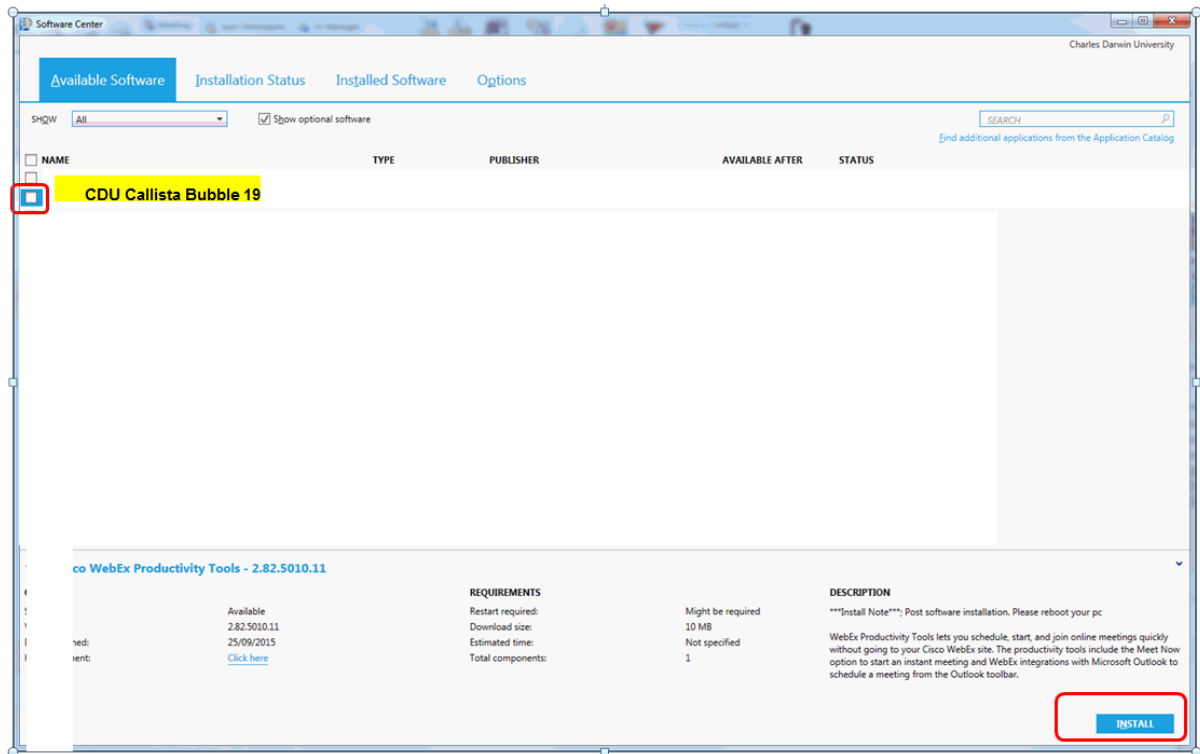 Software Center
Charles Darwin University
Available Software Installation Status Installed Software Options
SHOW All Show optional software SEARCH
Find additional applications from the Application Catalog
NAME TYPE PUBLISHER AVAILABLE AFTER STATUS
CDU Callista Bubble 19
co WebEx Productivity Tools - 2.82.5010.11
REQUIREMENTS DESCRIPTION
Available Restart required: Might be required ***Install Note***; Post software installation. Please reboot your pc
2.82.5010.11 Download size: 10 MB
hed: 25/09/2015 Estimated time: Not specified WebEx Productivity Tools lets you schedule, start, and join online meetings quickly
without going to your Cisco WebEx site. The productivity tools include the Meet Now
ent: Click here Total components: 1 option to start an instant meeting and WebEx integrations with Microsoft Outlook to
schedule a meeting from the Outlook toolbar.
INSTALL